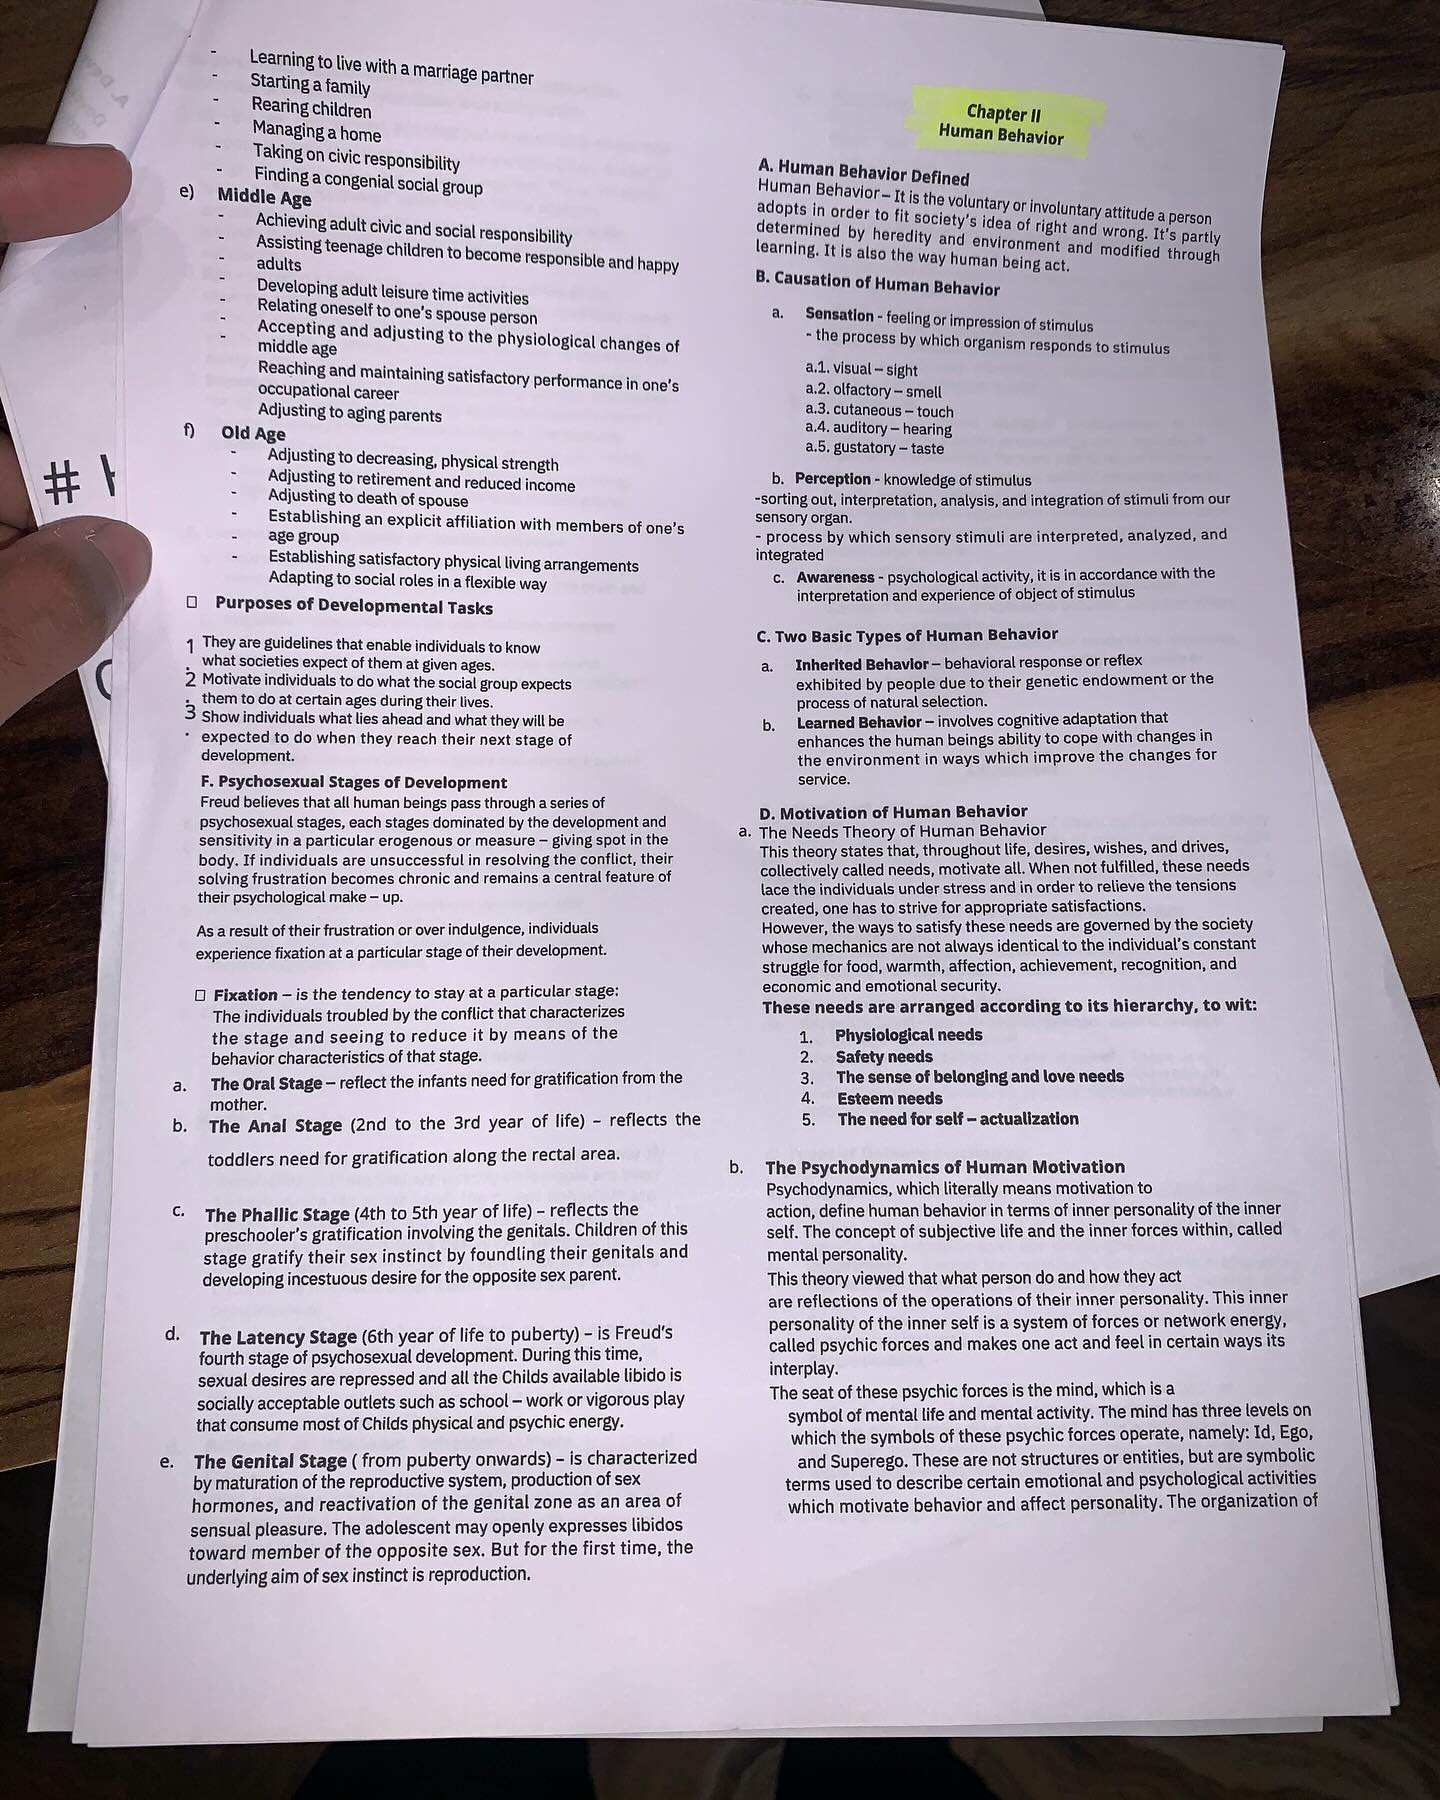 - Learning to live with a marriage partner
- Starting a family
- Rearing children
- Managing a home
- Taking on civic responsibility
- Finding a congenial social group
e) Middle Age
- Achieving adult civic and social responsibility
- Assisting teenage children to become responsible and happy
- adults
- Developing adult leisure time activities
- Relating oneself to one's spouse person
- Accepting and adjusting to the physiological changes of
middle age
Reaching and maintaining satisfactory performance in one's
occupational career
Adjusting to aging parents
f) Old Age
- Adjusting to decreasing, physical strength
- Adjusting to retirement and reduced income
- Adjusting to death of spouse
- Establishing an explicit affiliation with members of one's
- age group
- Establishing satisfactory physical living arrangements
Adapting to social roles in a flexible way
Purposes of Developmental Tasks
1 They are guidelines that enable individuals to know
. what societies expect of them at given ages.
2 Motivate individuals to do what the social group expects
. them to do at certain ages during their lives.
3 Show individuals what lies ahead and what they will be
. expected to do when they reach their next stage of
development.
F. Psychosexual Stages of Development
Freud believes that all human beings pass through a series of
psychosexual stages, each stages dominated by the development and
sensitivity in a particular erogenous or measure – giving spot in the
body. If individuals are unsuccessful in resolving the conflict, their
solving frustration becomes chronic and remains a central feature of
their psychological make – up.
As a result of their frustration or over indulgence, individuals
experience fixation at a particular stage of their development.
Fixation – is the tendency to stay at a particular stage:
The individuals troubled by the conflict that characterizes
the stage and seeing to reduce it by means of the
behavior characteristics of that stage.
a. The Oral Stage – reflect the infants need for gratification from the
mother.
b. The Anal Stage (2nd to the 3rd year of life) – reflects the
toddlers need for gratification along the rectal area.
c. The Phallic Stage (4th to 5th year of life) – reflects the
preschooler's gratification involving the genitals. Children of this
stage gratify their sex instinct by foundling their genitals and
developing incestuous desire for the opposite sex parent.
d. The Latency Stage (6th year of life to puberty) – is Freud's
fourth stage of psychosexual development. During this time,
sexual desires are repressed and all the Childs available libido is
socially acceptable outlets such as school – work or vigorous play
that consume most of Childs physical and psychic energy.
e. The Genital Stage ( from puberty onwards) – is characterized
by maturation of the reproductive system, production of sex
hormones, and reactivation of the genital zone as an area of
sensual pleasure. The adolescent may openly expresses libidos
toward member of the opposite sex. But for the first time, the
underlying aim of sex instinct is reproduction.
Chapter II
Human Behavior
A. Human Behavior Defined
Human Behavior – It is the voluntary or involuntary attitude a person
adopts in order to fit society's idea of right and wrong. It's partly
determined by heredity and environment and modified through
learning. It is also the way human being act.
B. Causation of Human Behavior
a. Sensation - feeling or impression of stimulus
- the process by which organism responds to stimulus
a.1. visual – sight
a.2. olfactory – smell
a.3. cutaneous – touch
a.4. auditory – hearing
a.5. gustatory – taste
b. Perception - knowledge of stimulus
-sorting out, interpretation, analysis, and integration of stimuli from our
sensory organ.
- process by which sensory stimuli are interpreted, analyzed, and
integrated
c. Awareness - psychological activity, it is in accordance with the
interpretation and experience of object of stimulus
C. Two Basic Types of Human Behavior
a. Inherited Behavior – behavioral response or reflex
exhibited by people due to their genetic endowment or the
process of natural selection.
b. Learned Behavior – involves cognitive adaptation that
enhances the human beings ability to cope with changes in
the environment in ways which improve the changes for
service.
D. Motivation of Human Behavior
a. The Needs Theory of Human Behavior
This theory states that, throughout life, desires, wishes, and drives,
collectively called needs, motivate all. When not fulfilled, these needs
lace the individuals under stress and in order to relieve the tensions
created, one has to strive for appropriate satisfactions.
However, the ways to satisfy these needs are governed by the society
whose mechanics are not always identical to the individual's constant
struggle for food, warmth, affection, achievement, recognition, and
economic and emotional security.
These needs are arranged according to its hierarchy, to wit:
1. Physiological needs
2. Safety needs
3. The sense of belonging and love needs
4. Esteem needs
5. The need for self – actualization
b. The Psychodynamics of Human Motivation
Psychodynamics, which literally means motivation to
action, define human behavior in terms of inner personality of the inner
self. The concept of subjective life and the inner forces within, called
mental personality.
This theory viewed that what person do and how they act
are reflections of the operations of their inner personality. This inner
personality of the inner self is a system of forces or network energy,
called psychic forces and makes one act and feel in certain ways its
interplay.
The seat of these psychic forces is the mind, which is a
symbol of mental life and mental activity. The mind has three levels on
which the symbols of these psychic forces operate, namely: Id, Ego,
and Superego. These are not structures or entities, but are symbolic
terms used to describe certain emotional and psychological activities
which motivate behavior and affect personality. The organization of
#